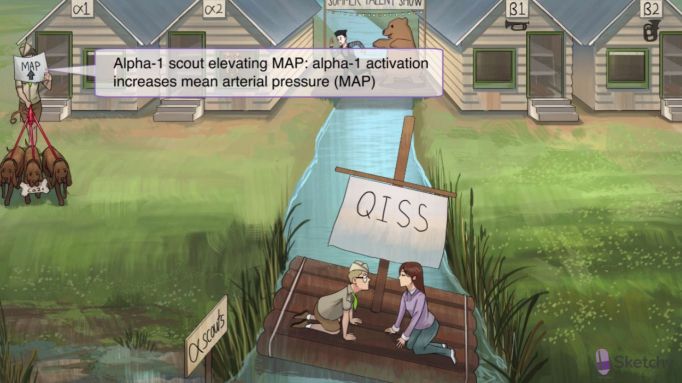 SUMMER TALENT SHOW
α1
α2
β1
β2
MAP
Alpha-1 scout elevating MAP: alpha-1 activation
increases mean arterial pressure (MAP)
QISS
α scouts
Sketchy